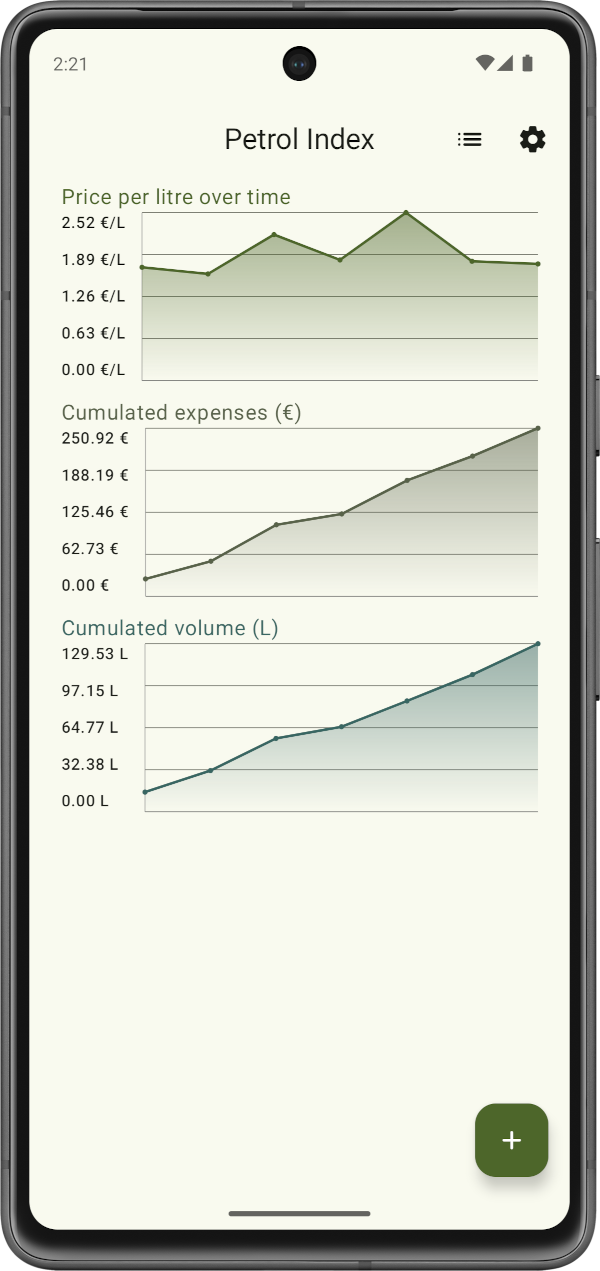 2:21
Petrol Index
Price per litre over time
2.52 €/L
1.89 €/L
1.26 €/L
0.63 €/L
0.00 €/L
Cumulated expenses (€)
250.92 €
188.19 €
125.46 €
62.73 €
0.00 €
Cumulated volume (L)
129.53 L
97.15 L
64.77 L
32.38 L
0.00 L